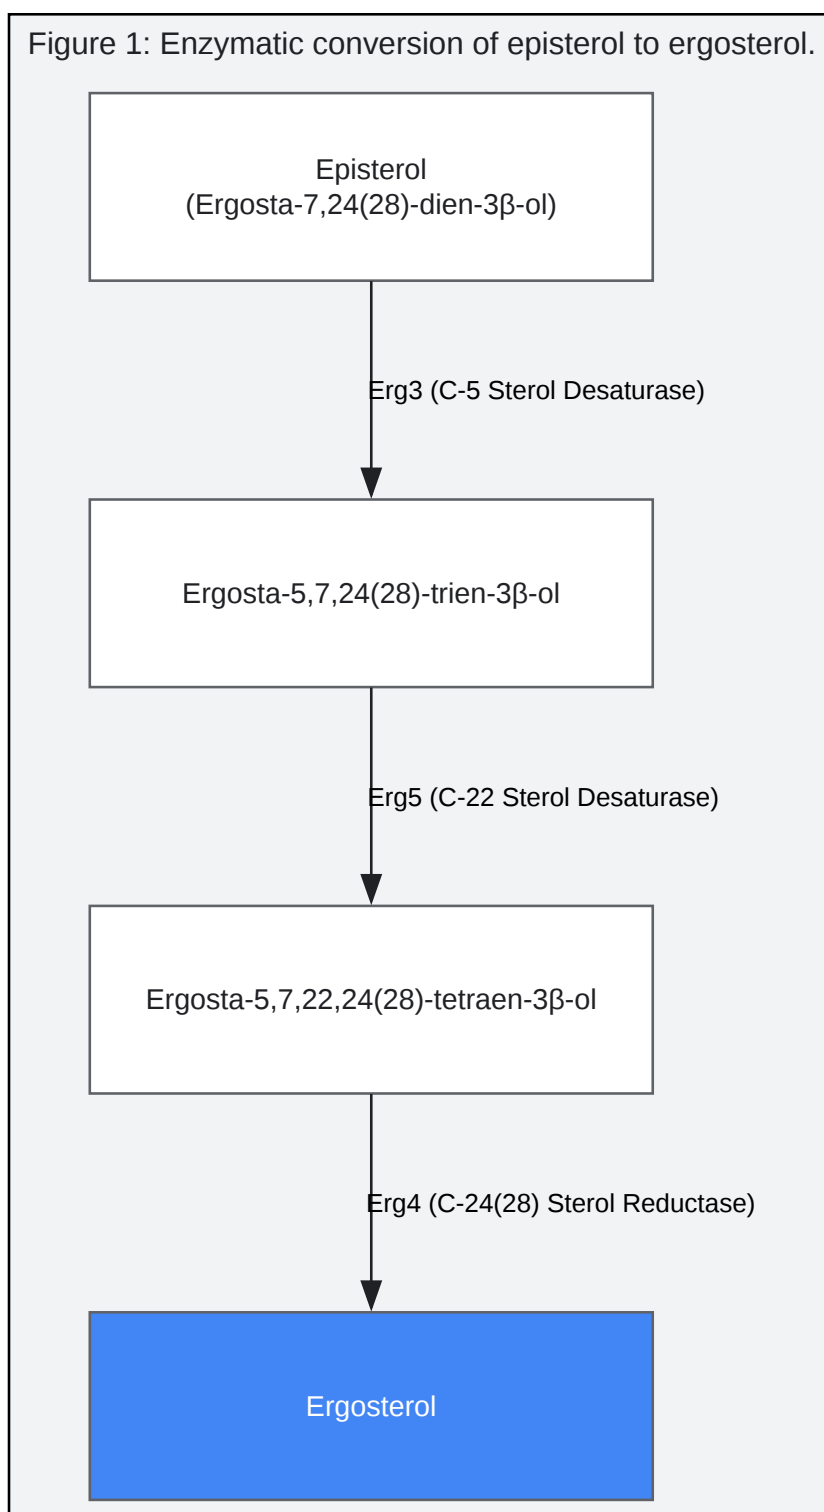 Figure 1: Enzymatic conversion of episterol to ergosterol.
Episterol
(Ergosta-7,24(28)-dien-3β-ol)
Erg3 (C-5 Sterol Desaturase)
Ergosta-5,7,24(28)-trien-3β-ol
Erg5 (C-22 Sterol Desaturase)
Ergosta-5,7,22,24(28)-tetraen-3β-ol
Erg4 (C-24(28) Sterol Reductase)
Ergosterol